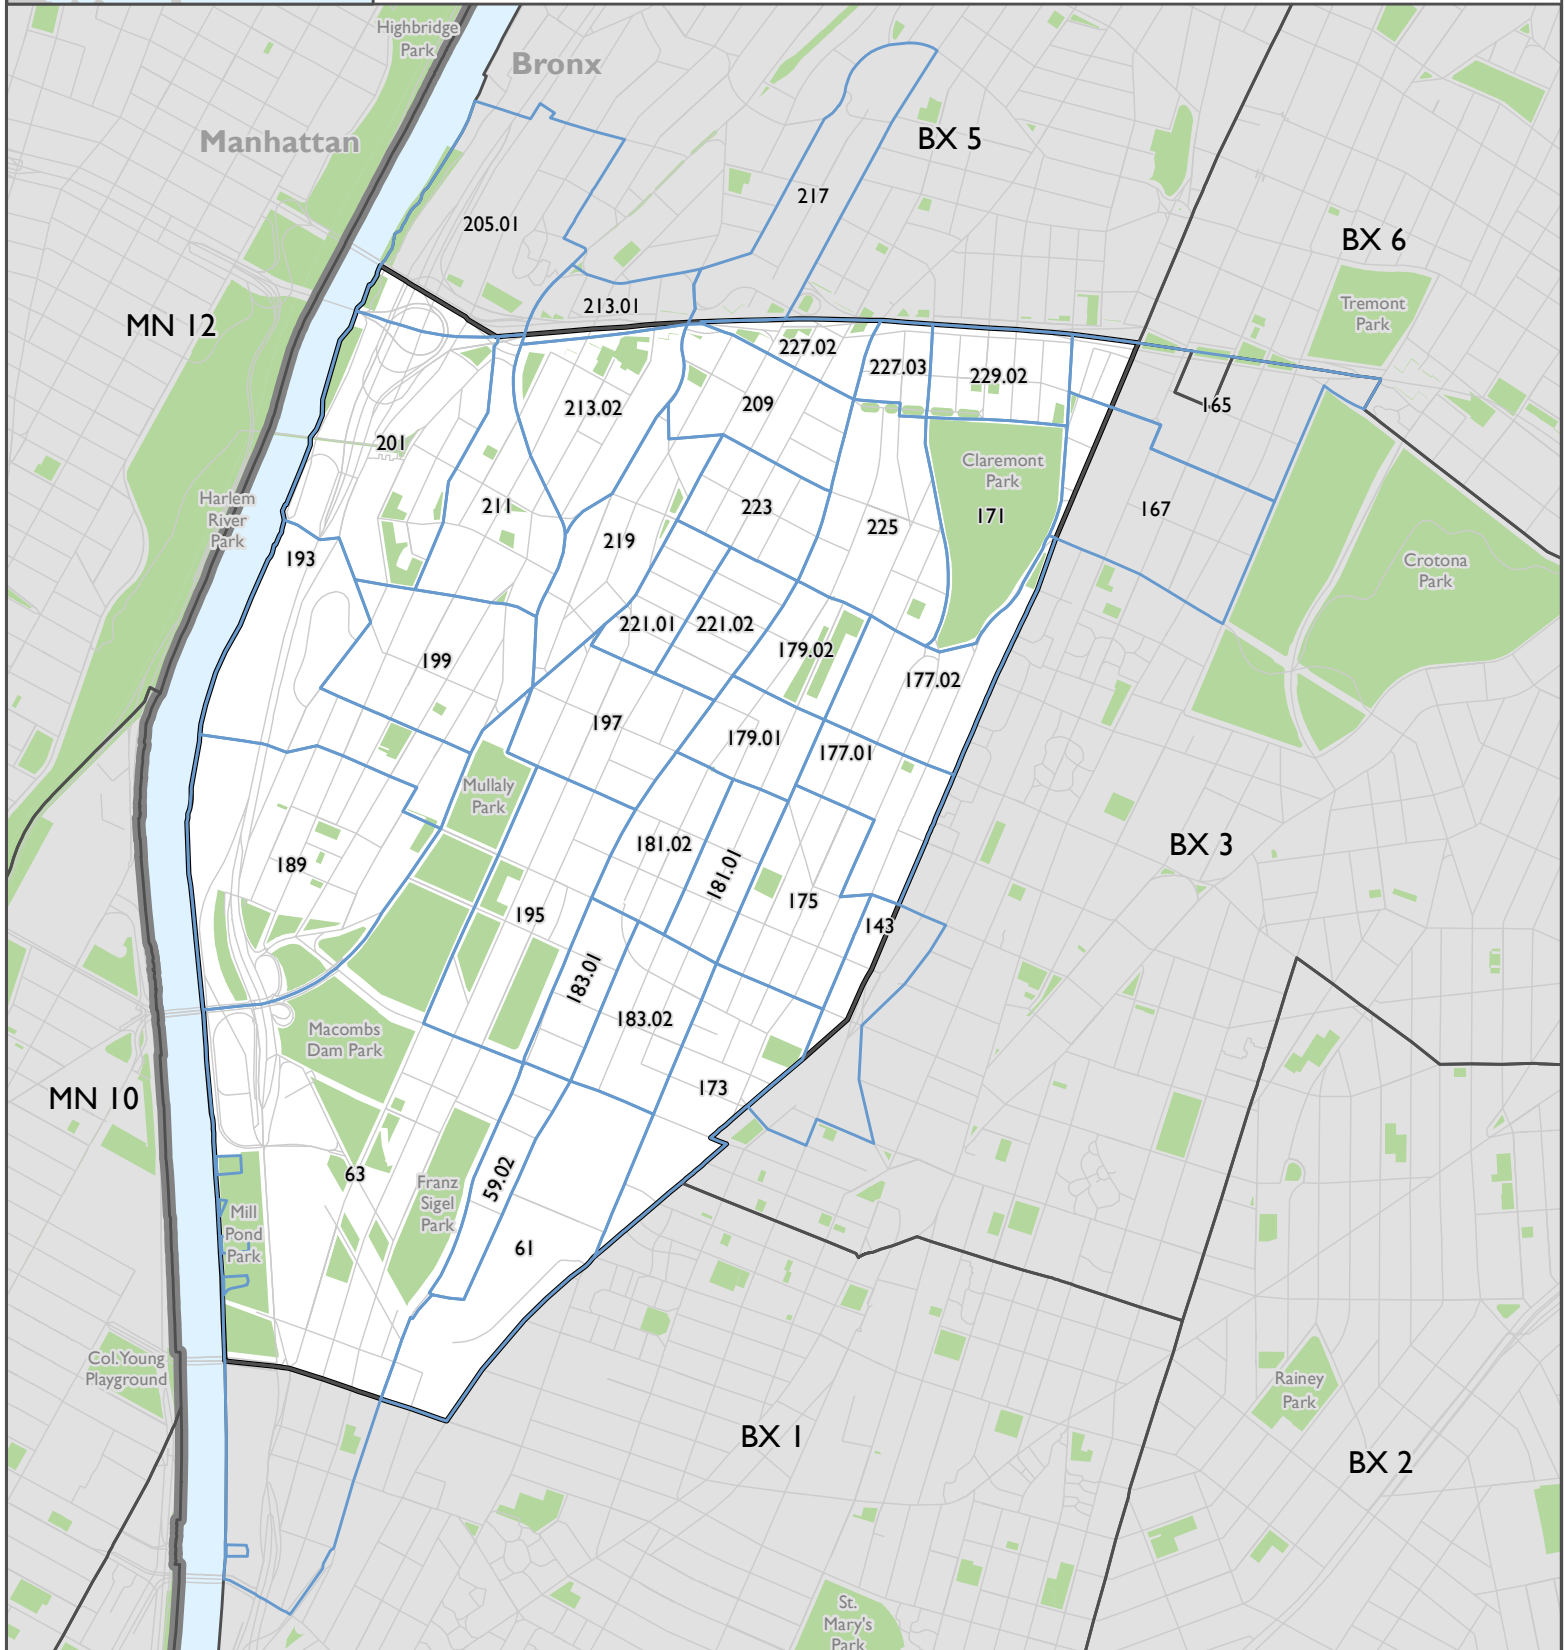 Highbridge
Park
Bronx
Manhattan
BX 5
217
205.01
BX 6
213.01
Tremont
Park
MN 12
227.02
227.03
229.02
213.02
209
165
201
Claremont
Park
171
Harlem
River
Park
211
223
225
167
219
193
Crotona
Park
221.01
221.02
179.02
199
177.02
197
179.01
177.01
Mullaly
Park
181.02
BX 3
189
181.01
175
195
143
183.01
183.02
Macombs
Dam Park
MN 10
173
63
59.02
Franz
Sigel
Park
Mill
Pond
Park
61
Col.Young
Playground
Rainey
Park
BX 1
BX 2
St.
Mary's
Park